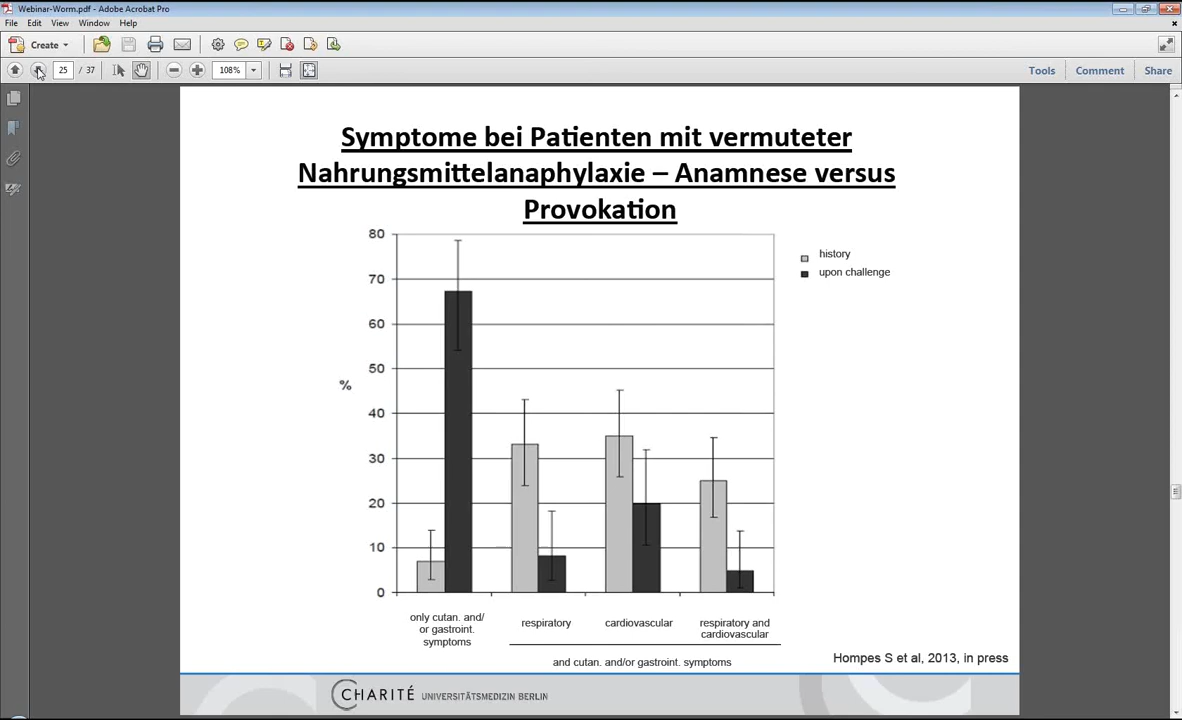 Webinar-Worm.pdf - Adobe Acrobat Pro
File Edit View Window Help
Create
25 / 37
108%
Tools Comment Share
Symptome bei Patienten mit vermuteter
Nahrungsmittelanaphylaxie – Anamnese versus
Provokation
80
70
60
50
40
30
20
10
0
%
history
upon challenge
only cutan. and/
or gastroint.
symptoms
respiratory
cardiovascular
respiratory and
cardiovascular
and cutan. and/or gastroint. symptoms
Hompes S et al, 2013, in press
CHARITÉ UNIVERSITÄTSMEDIZIN BERLIN